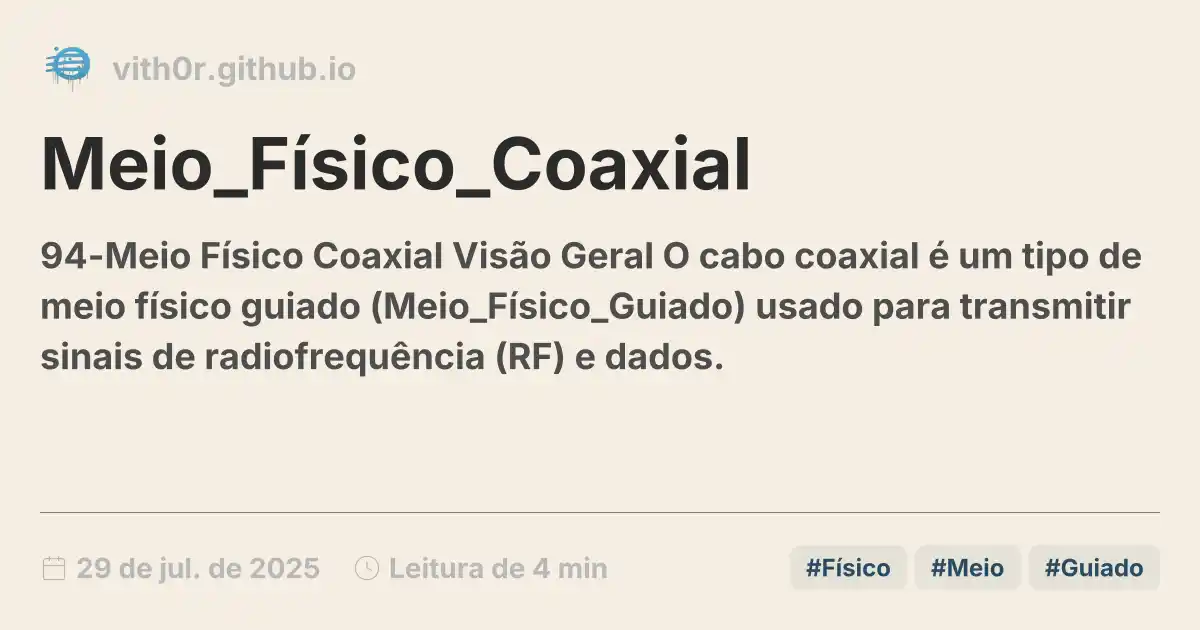 vith0r.github.io
Meio_Físico_Coaxial
94-Meio Físico Coaxial Visão Geral O cabo coaxial é um tipo de
meio físico guiado (Meio_Físico_Guiado) usado para transmitir
sinais de radiofrequência (RF) e dados.
29 de jul. de 2025 Leitura de 4 min #Físico #Meio #Guiado